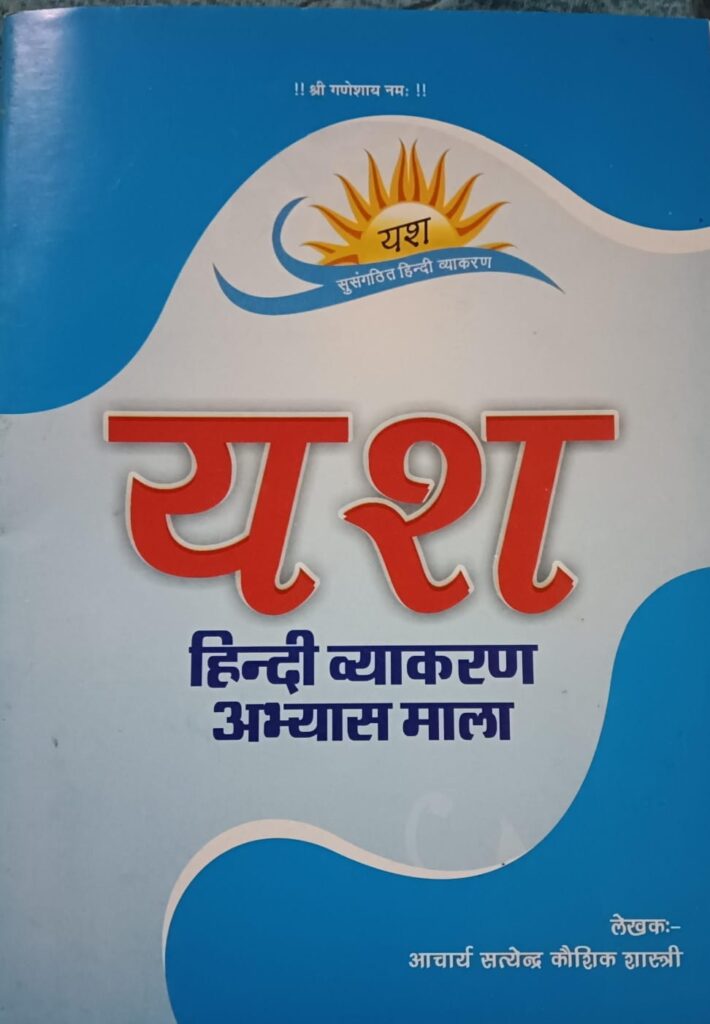 !! श्री गणेशाय नमः !!
यश
सुसंगठित हिन्दी व्याकरण
यश
हिन्दी व्याकरण
अभ्यास माला
लेखकः-
आचार्य सत्येन्द्र कौशिक शास्त्री